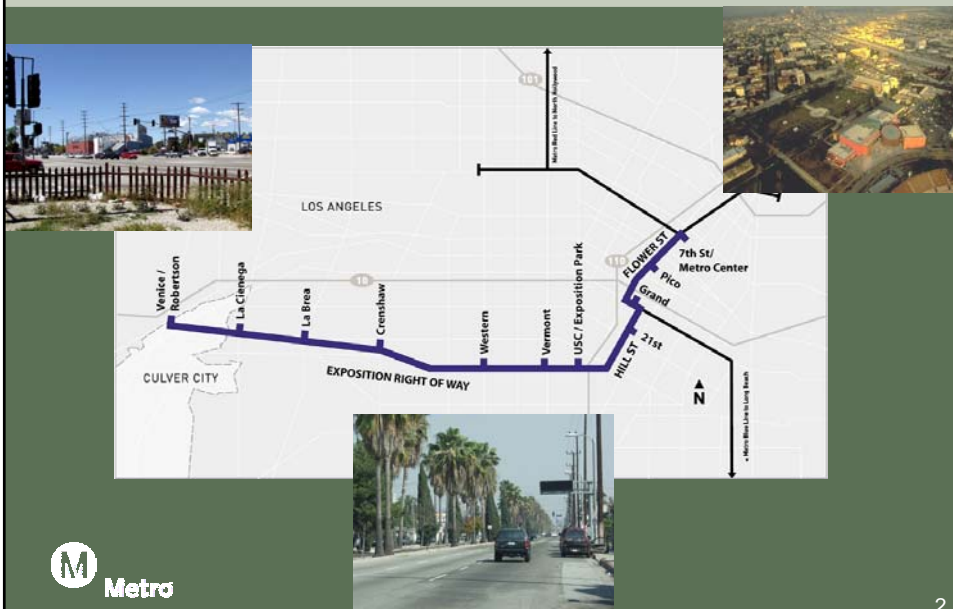 101
Metro Red Line to North Hollywood
LOS ANGELES
FLOWER ST
110
7th St/
Metro Center
Pico
Grand
10
Venice /
Robertson
La Cienega
La Brea
Crenshaw
Western
Vermont
USC / Exposition Park
HILL ST
21st
CULVER CITY
EXPOSITION RIGHT OF WAY
N
Metro Blue Line to Long Beach
M
Metro
2